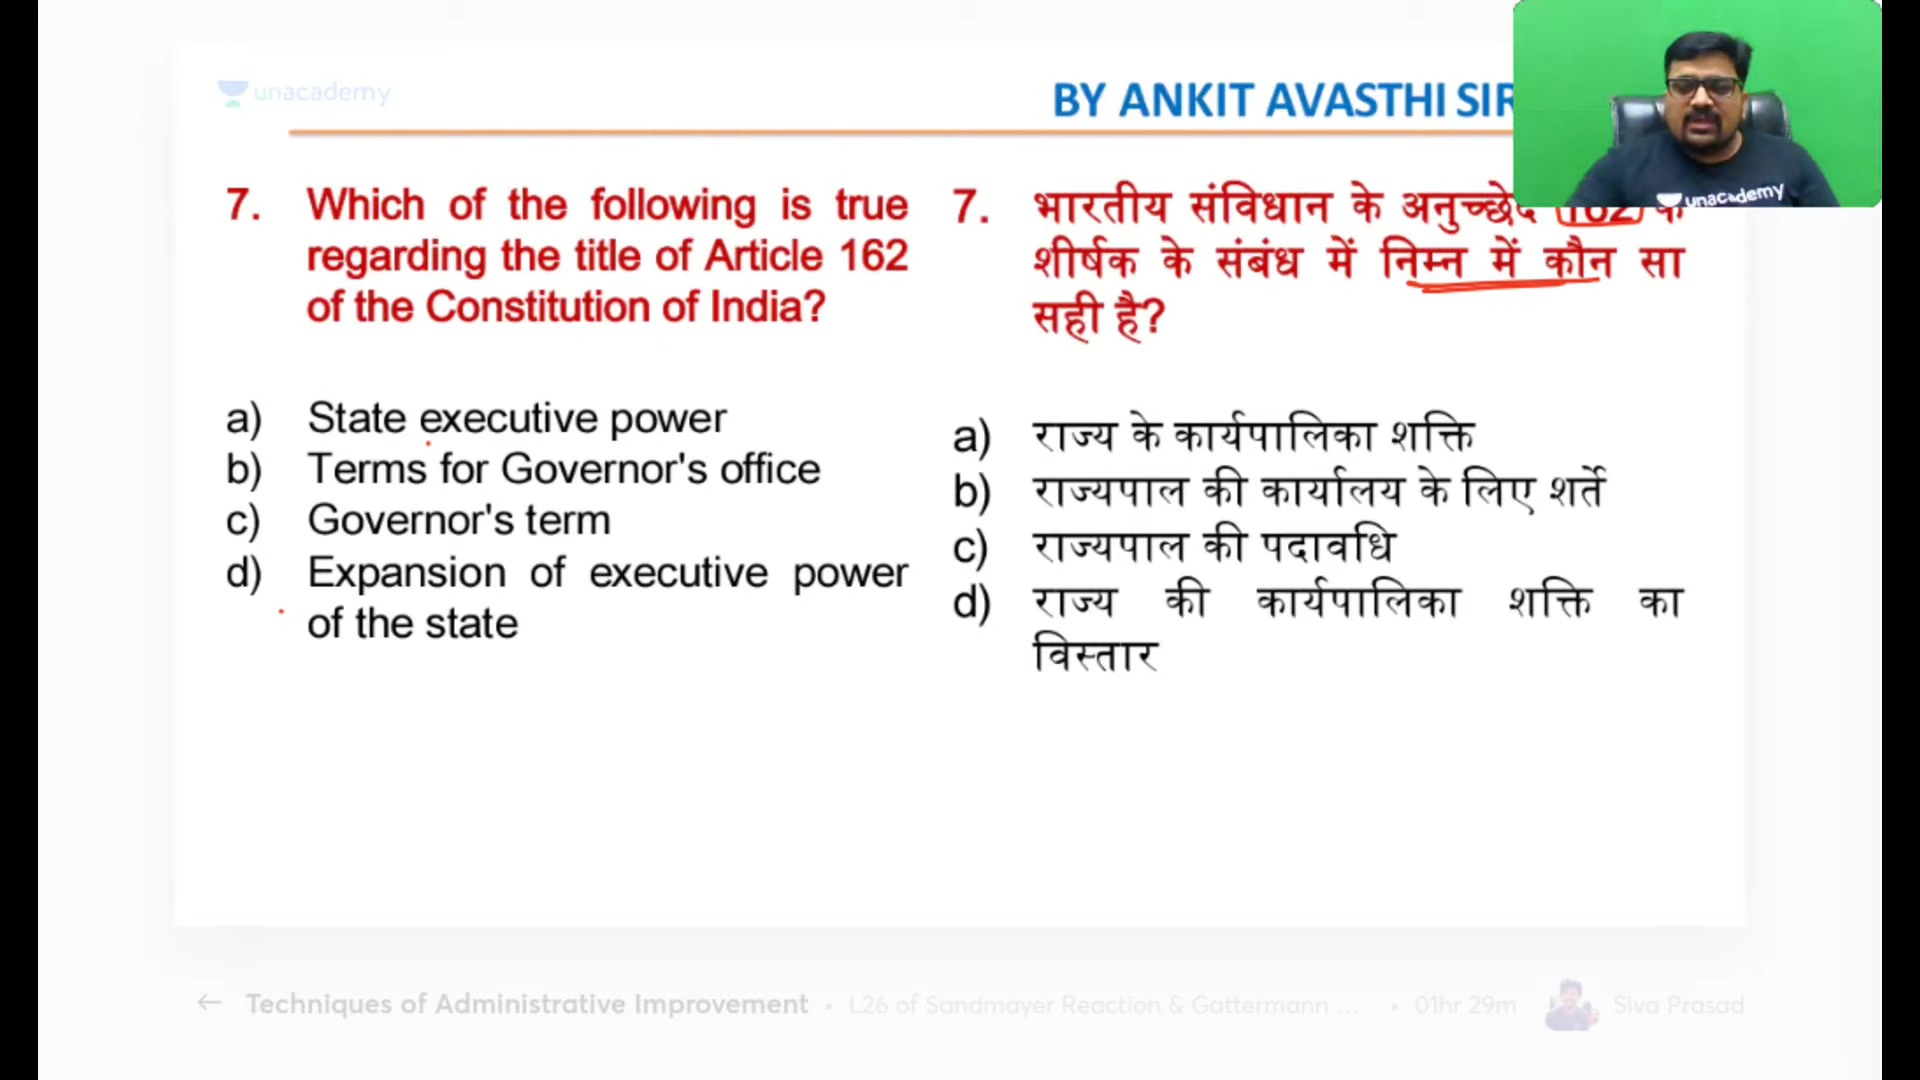 unacademy
BY ANKIT AVASTHI SIR
unacademy
7. Which of the following is true
regarding the title of Article 162
of the Constitution of India?
a) State executive power
b) Terms for Governor's office
c) Governor's term
d) Expansion of executive power
of the state
7. भारतीय संविधान के अनुच्छेद 162 के
शीर्षक के संबंध में निम्न में कौन सा
सही है?
a) राज्य के कार्यपालिका शक्ति
b) राज्यपाल की कार्यालय के लिए शर्ते
c) राज्यपाल की पदावधि
d) राज्य की कार्यपालिका शक्ति का
विस्तार
← Techniques of Administrative Improvement • L26 of Sandmayer Reaction & Gattermann ... • 01hr 29m Siva Prasad